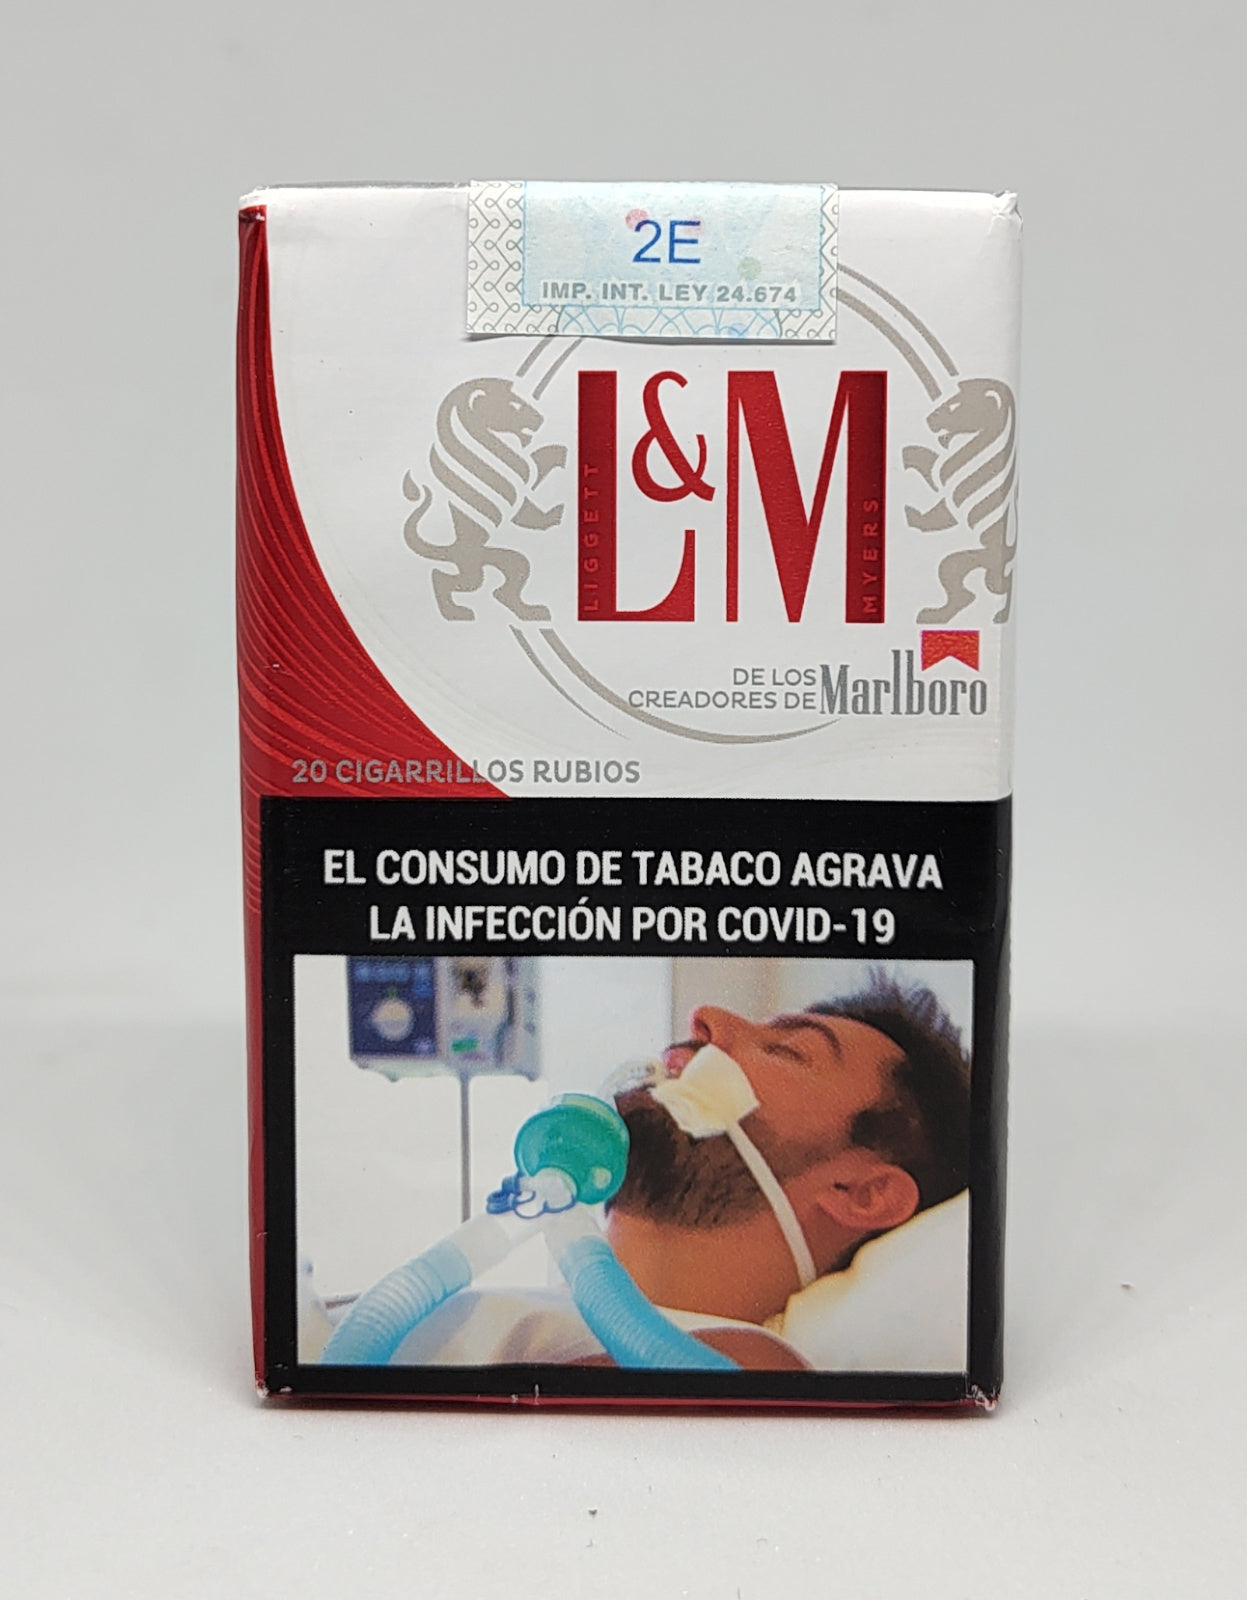 2E
IMP. INT. LEY 24.674
L&M
LIGGETT
MYERS
DE LOS
CREADORES DE Marlboro
20 CIGARRILLOS RUBIOS
EL CONSUMO DE TABACO AGRAVA
LA INFECCIÓN POR COVID-19